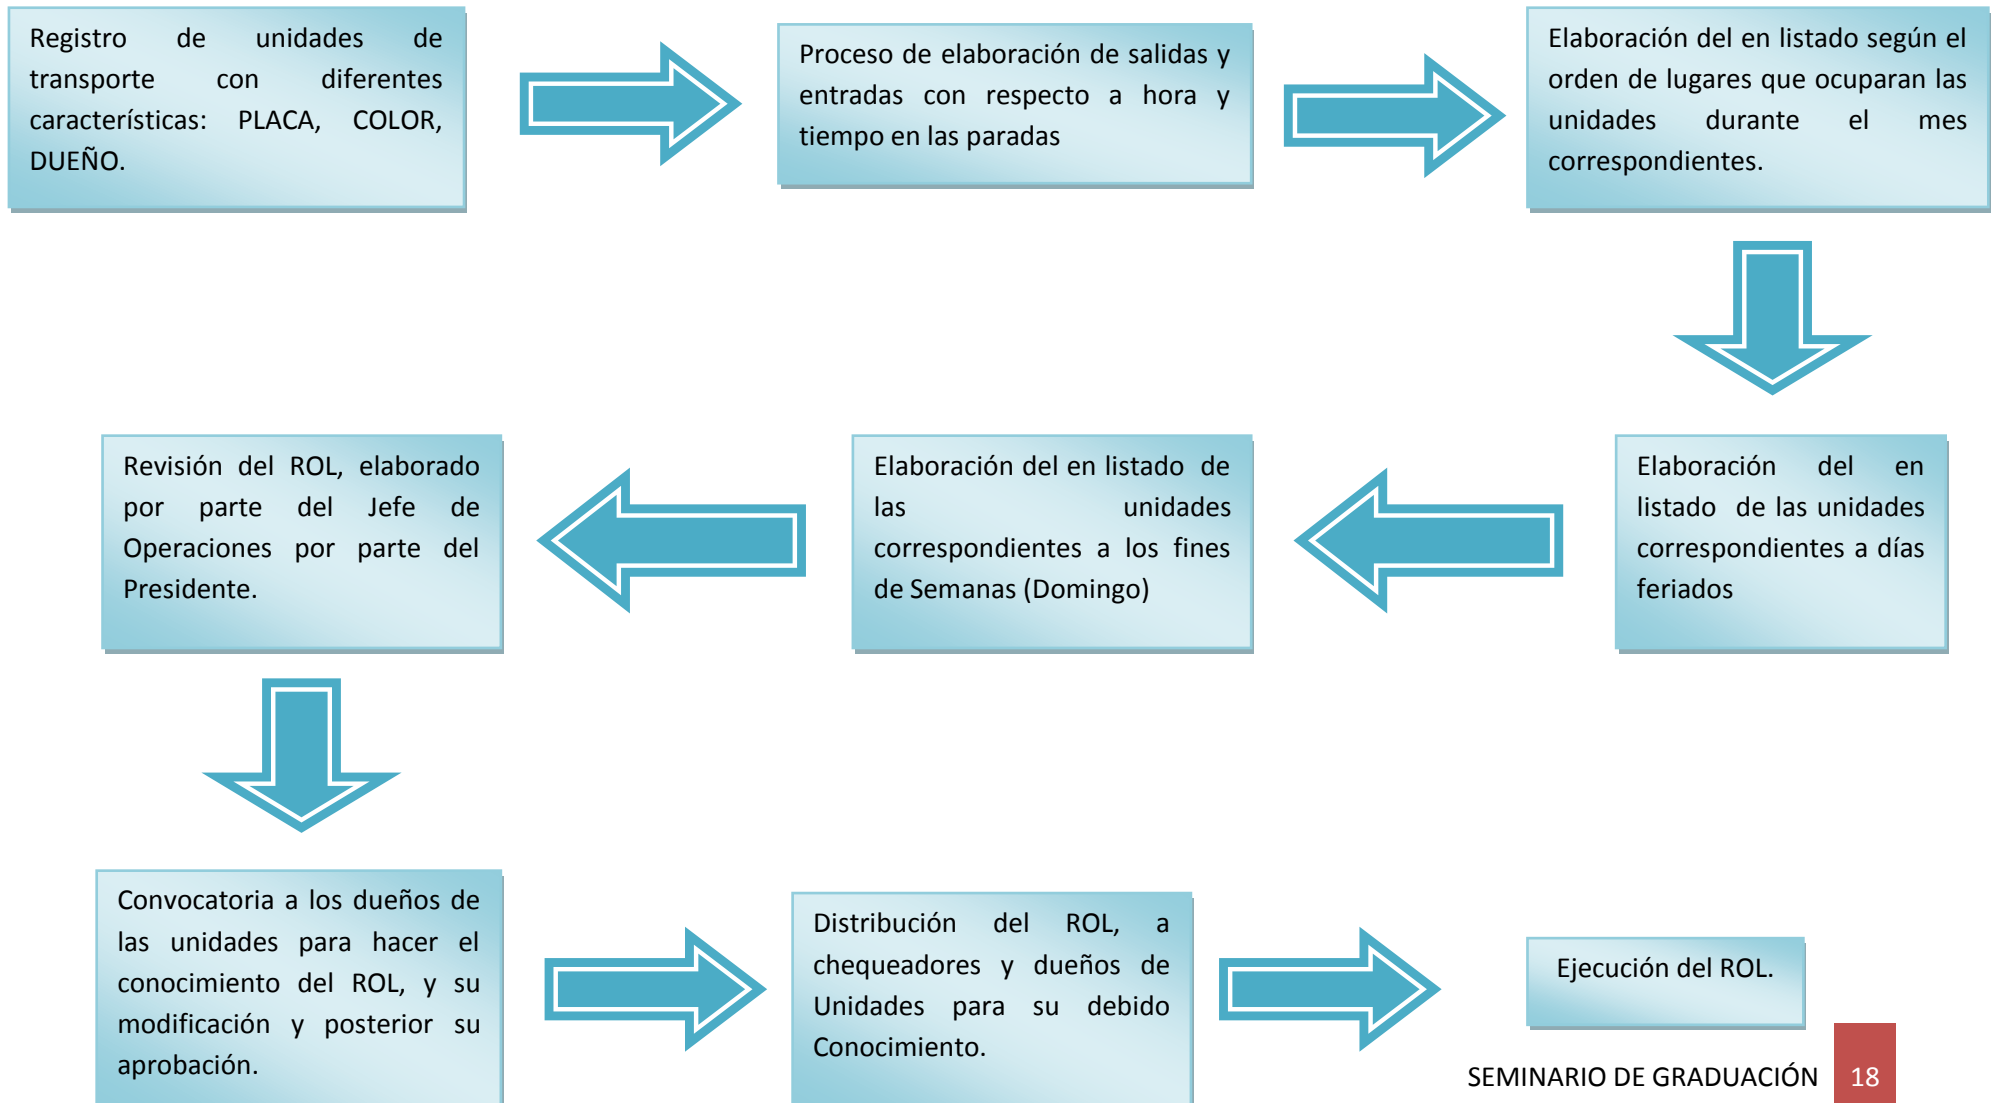 Registro de unidades de
transporte con diferentes
características: PLACA, COLOR,
DUEÑO.
Proceso de elaboración de salidas y
entradas con respecto a hora y
tiempo en las paradas
Elaboración del en listado según el
orden de lugares que ocuparan las
unidades durante el mes
correspondientes.
Elaboración del en
listado de las unidades
correspondientes a días
feriados
Elaboración del en listado de
las unidades
correspondientes a los fines
de Semanas (Domingo)
Revisión del ROL, elaborado
por parte del Jefe de
Operaciones por parte del
Presidente.
Convocatoria a los dueños de
las unidades para hacer el
conocimiento del ROL, y su
modificación y posterior su
aprobación.
Distribución del ROL, a
chequeadores y dueños de
Unidades para su debido
Conocimiento.
Ejecución del ROL.
SEMINARIO DE GRADUACIÓN 18